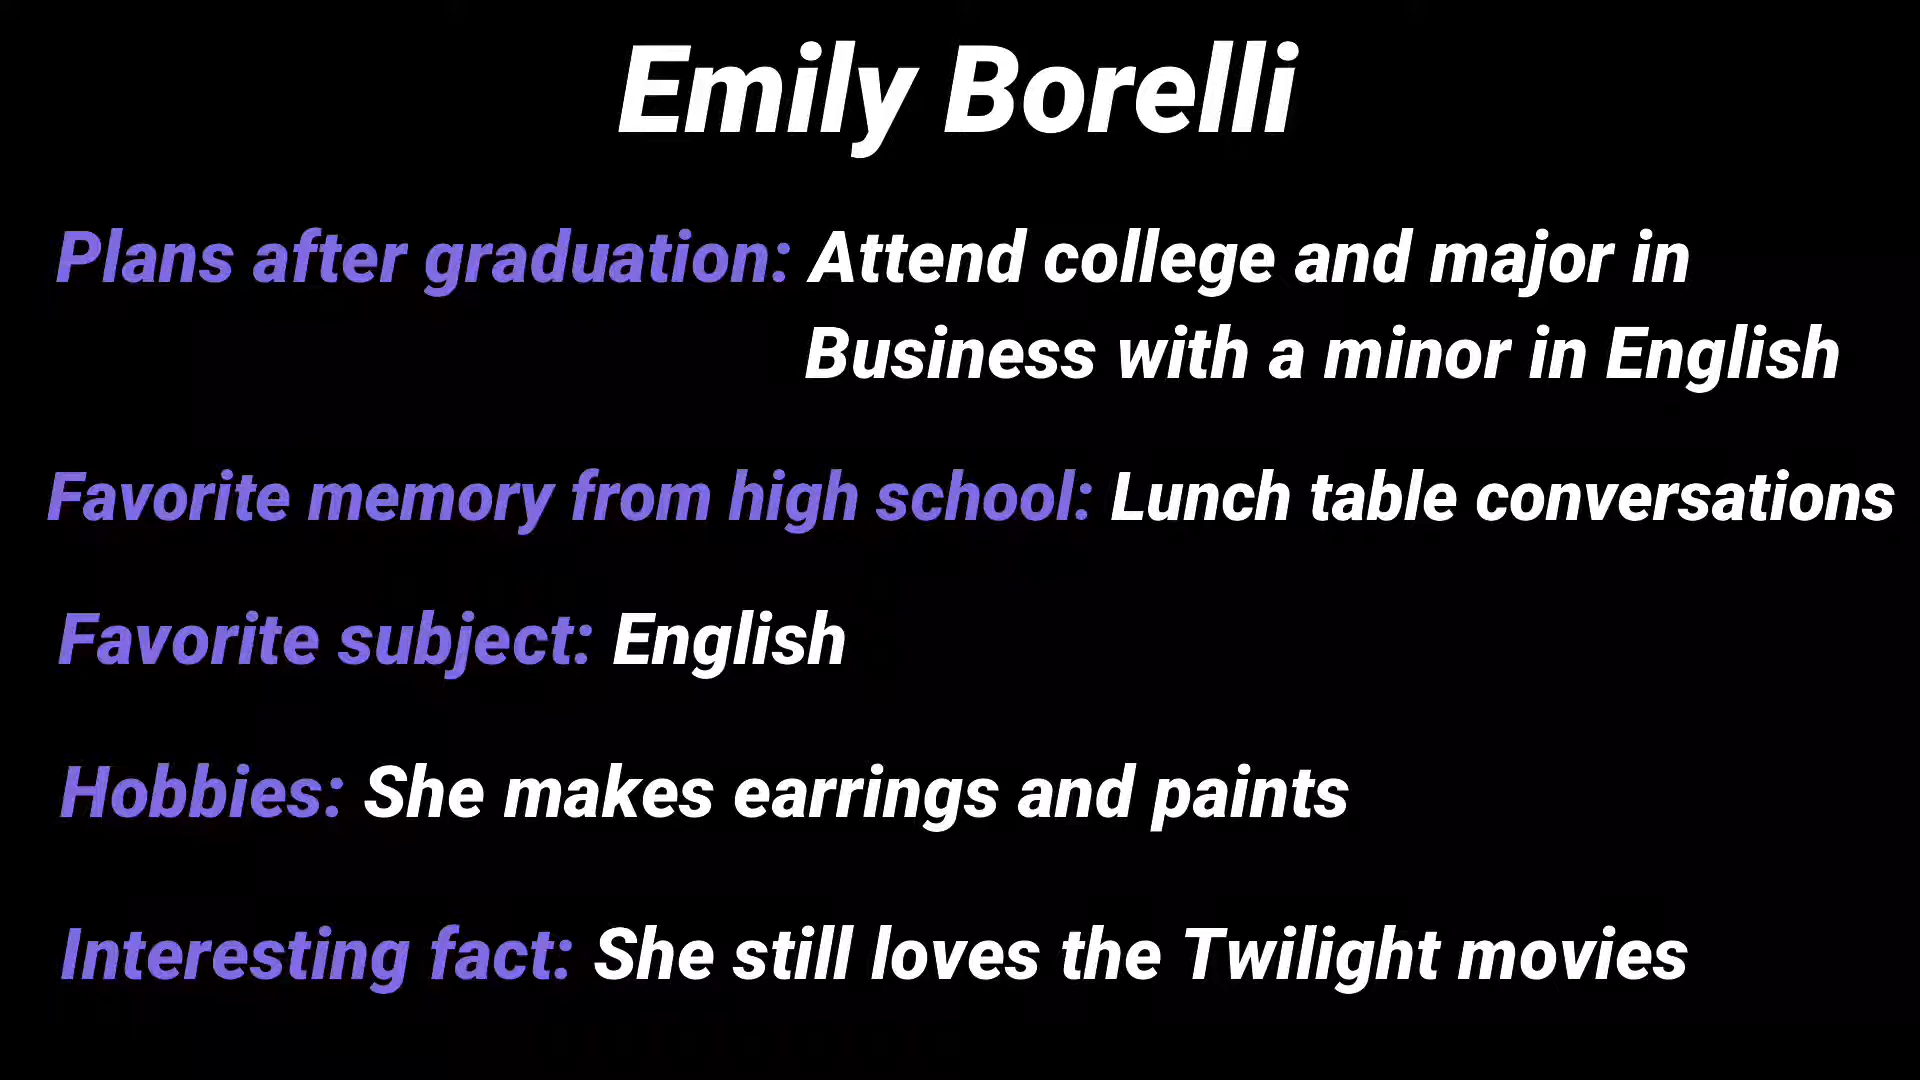 Emily Borelli
Plans after graduation: Attend college and major in
Business with a minor in English
Favorite memory from high school: Lunch table conversations
Favorite subject: English
Hobbies: She makes earrings and paints
Interesting fact: She still loves the Twilight movies